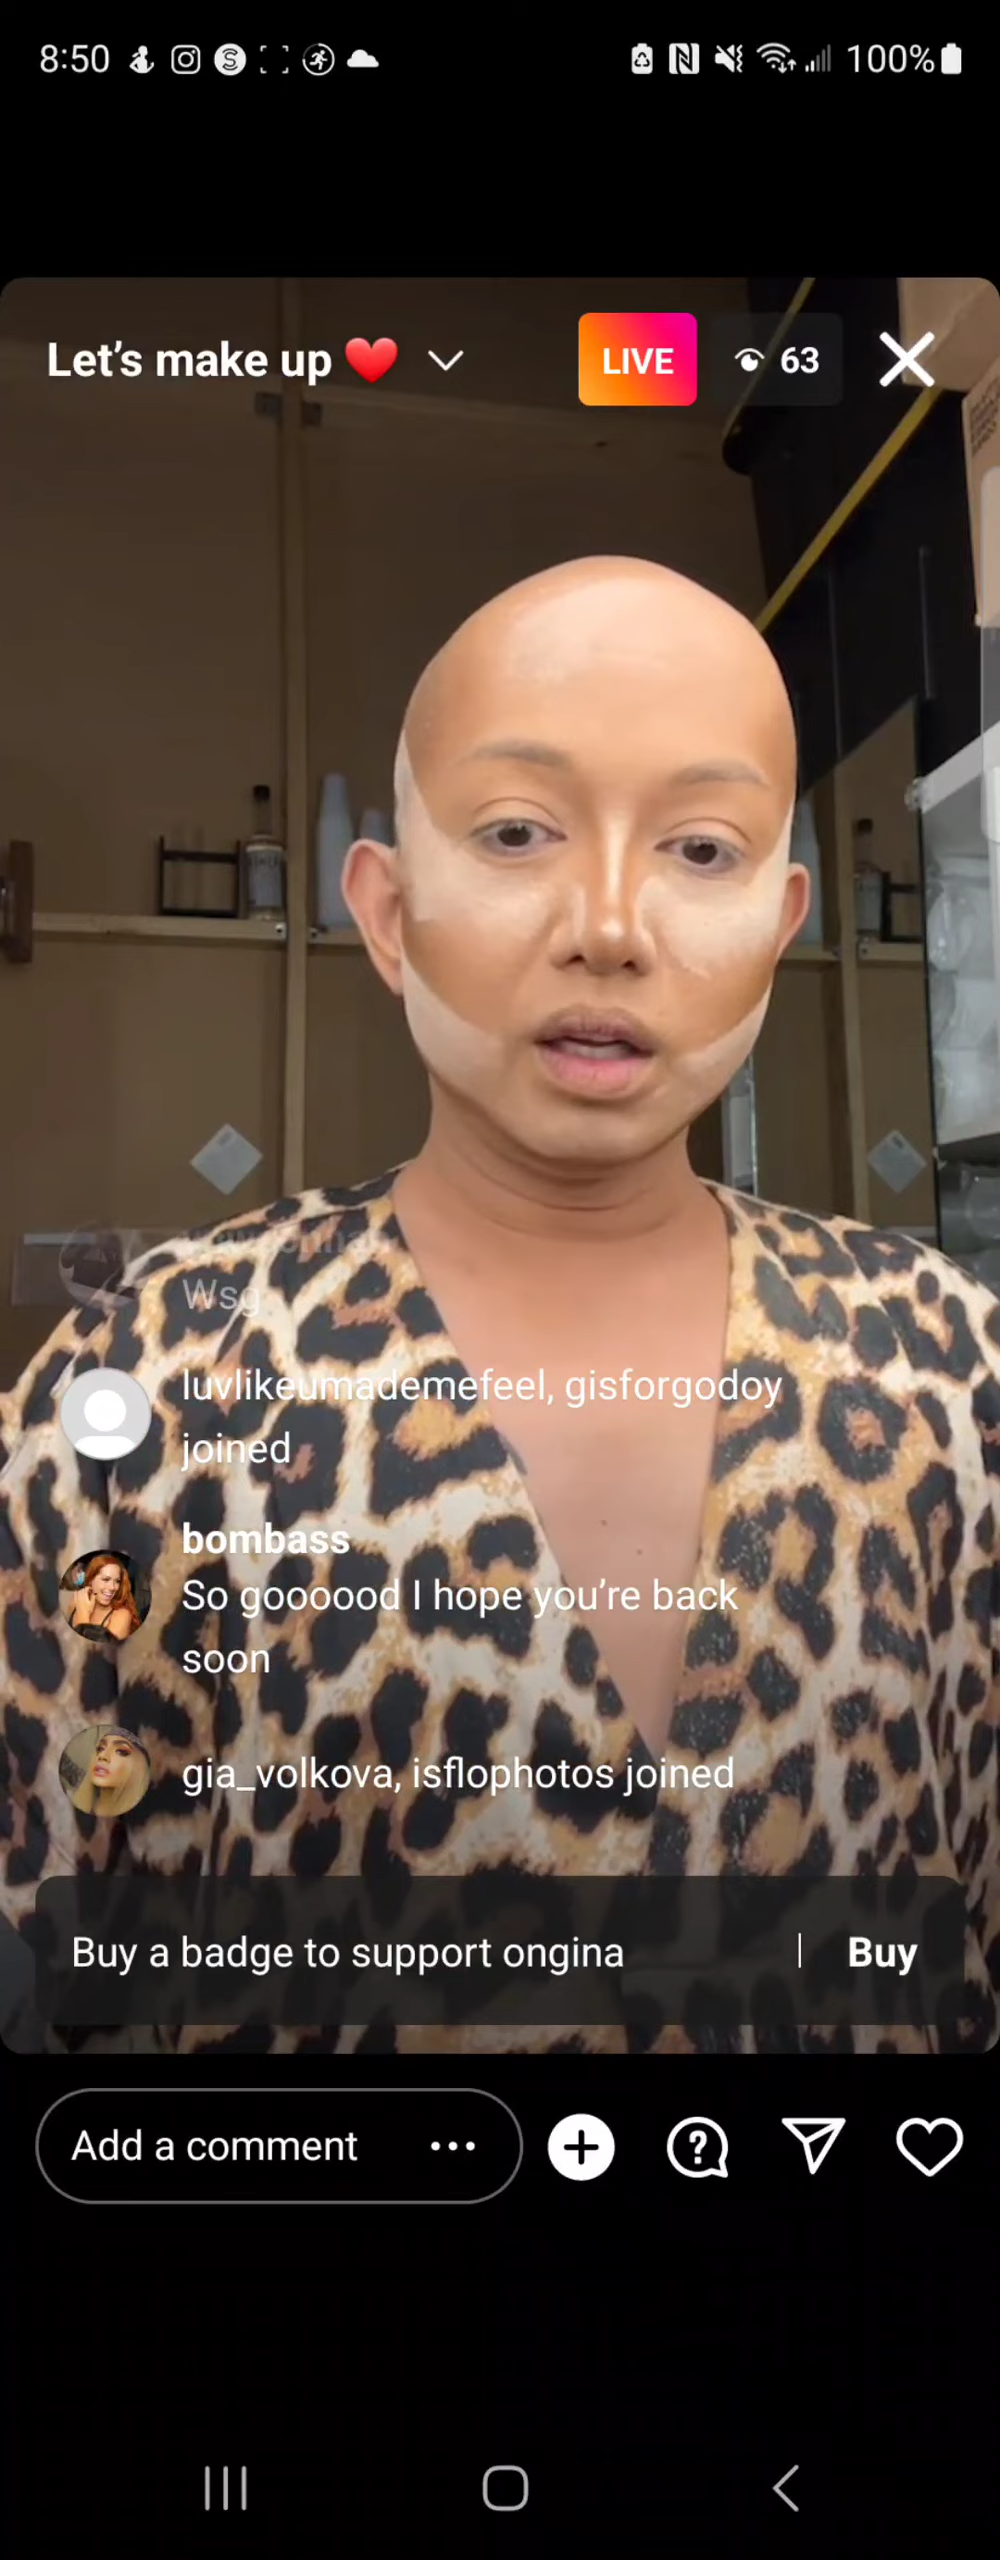 8:50
100%
Let's make up ❤️
LIVE
63
Wsg
luvlikeumademefeel, gisforgodoy
joined
bombass
So goooood I hope you're back
soon
gia_volkova, isflophotos joined
Buy a badge to support ongina
Buy
Add a comment